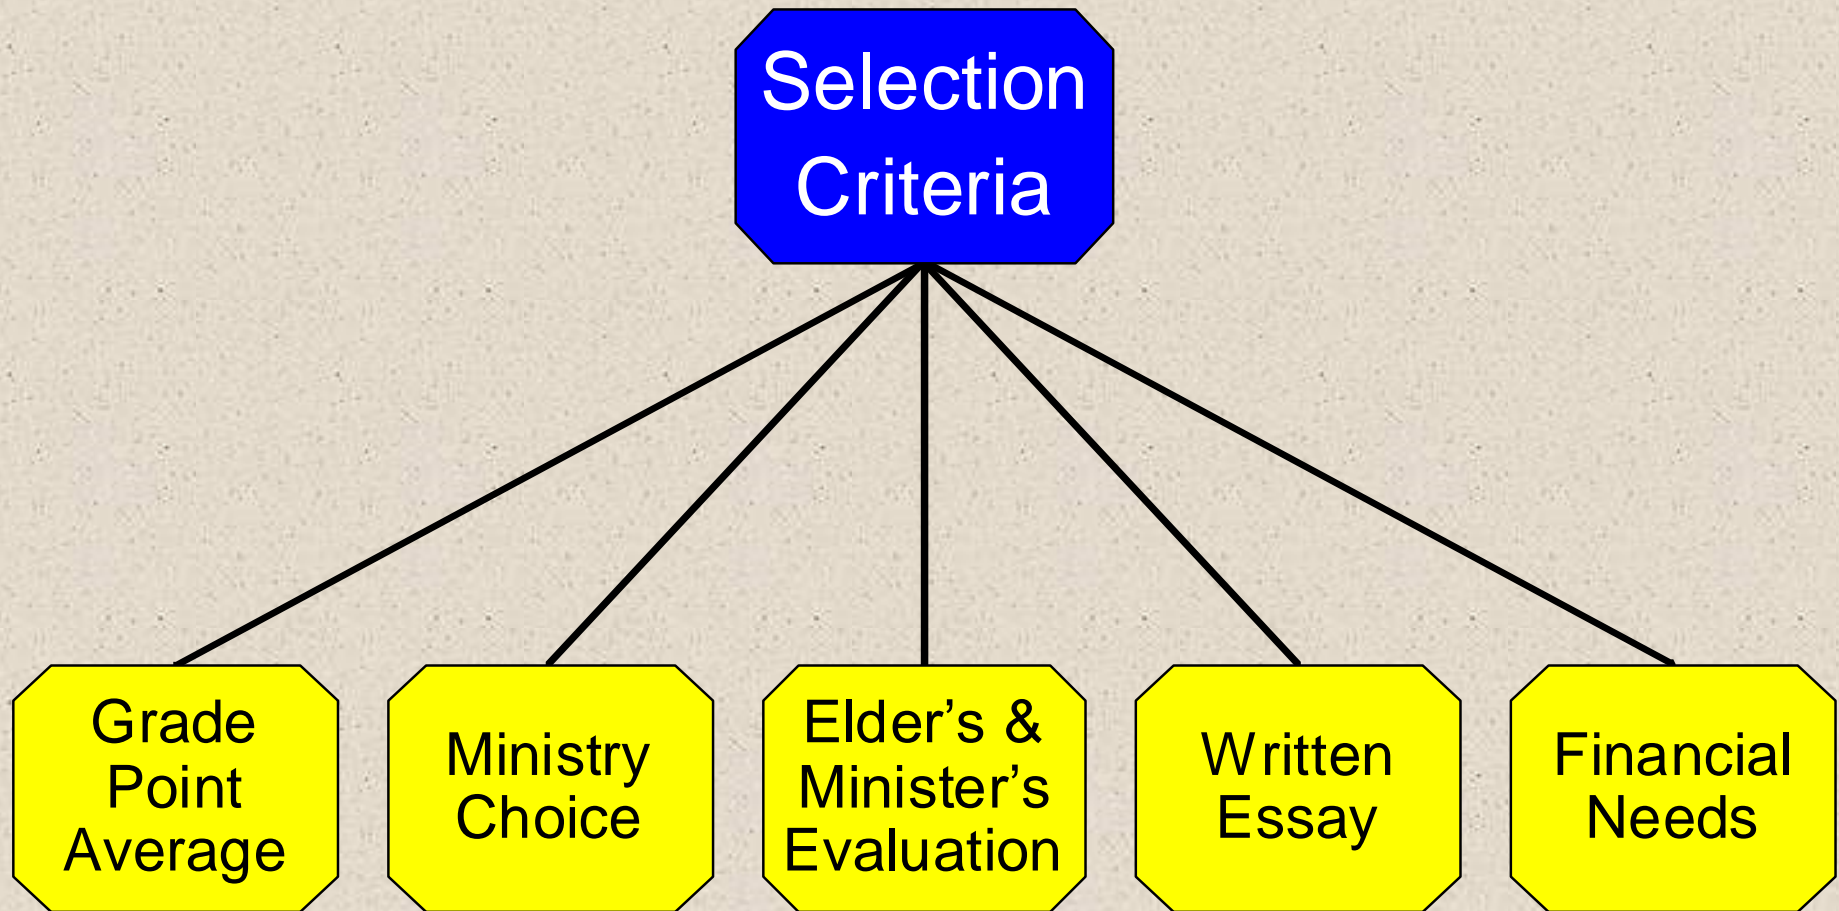 Selection
Criteria
Grade
Point
Average
Ministry
Choice
Elder’s &
Minister’s
Evaluation
Written
Essay
Financial
Needs